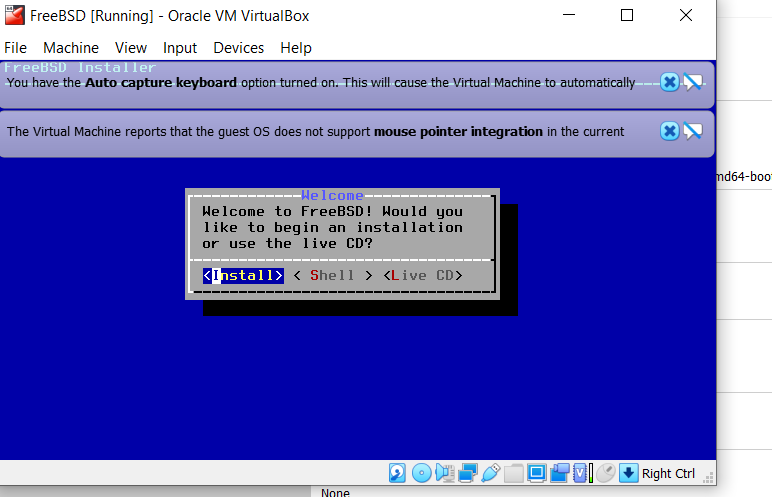 FreeBSD [Running] - Oracle VM VirtualBox
File Machine View Input Devices Help
FreeBSD Installer
You have the Auto capture keyboard option turned on. This will cause the Virtual Machine to automatically
The Virtual Machine reports that the guest OS does not support mouse pointer integration in the current
md64-boo
Welcome
Welcome to FreeBSD! Would you
like to begin an installation
or use the live CD?
<Install> < Shell > <Live CD>
Right Ctrl
None